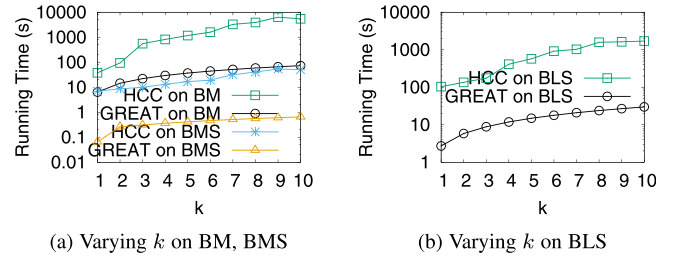 Running Time (s)
10000
1000
100
10
1
0.1
0.01
HCC on BM
GREAT on BM
HCC on BMS
GREAT on BMS
1 2 3 4 5 6 7 8 9 10
k
(a) Varying k on BM, BMS
Running Time (s)
10000
1000
100
10
1
HCC on BLS
GREAT on BLS
1 2 3 4 5 6 7 8 9 10
k
(b) Varying k on BLS